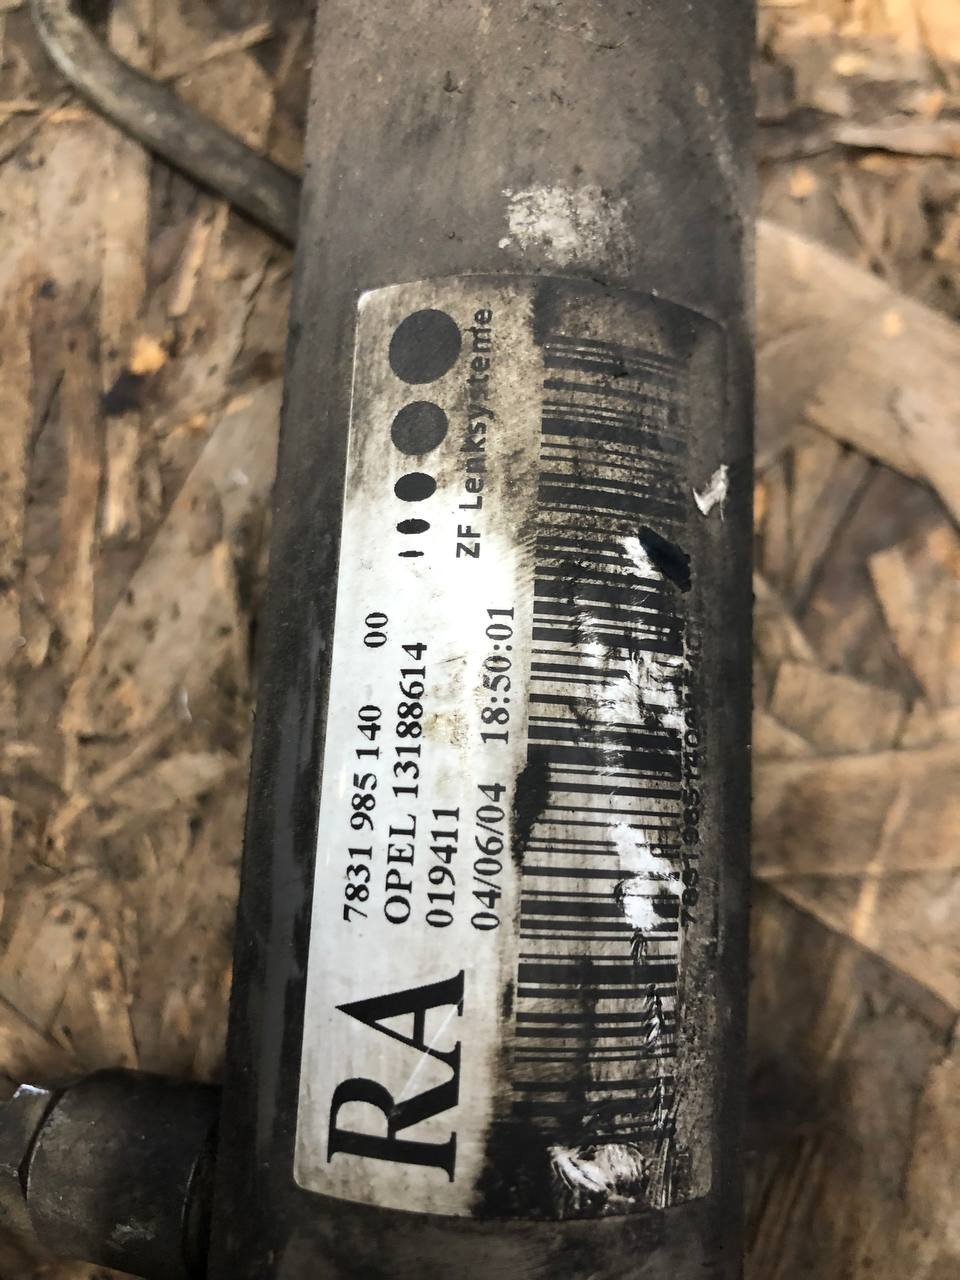 ZF Lenksysteme
7831 985 140 00
OPEL 13188614
019411
04/06/04 18:50:01
RA